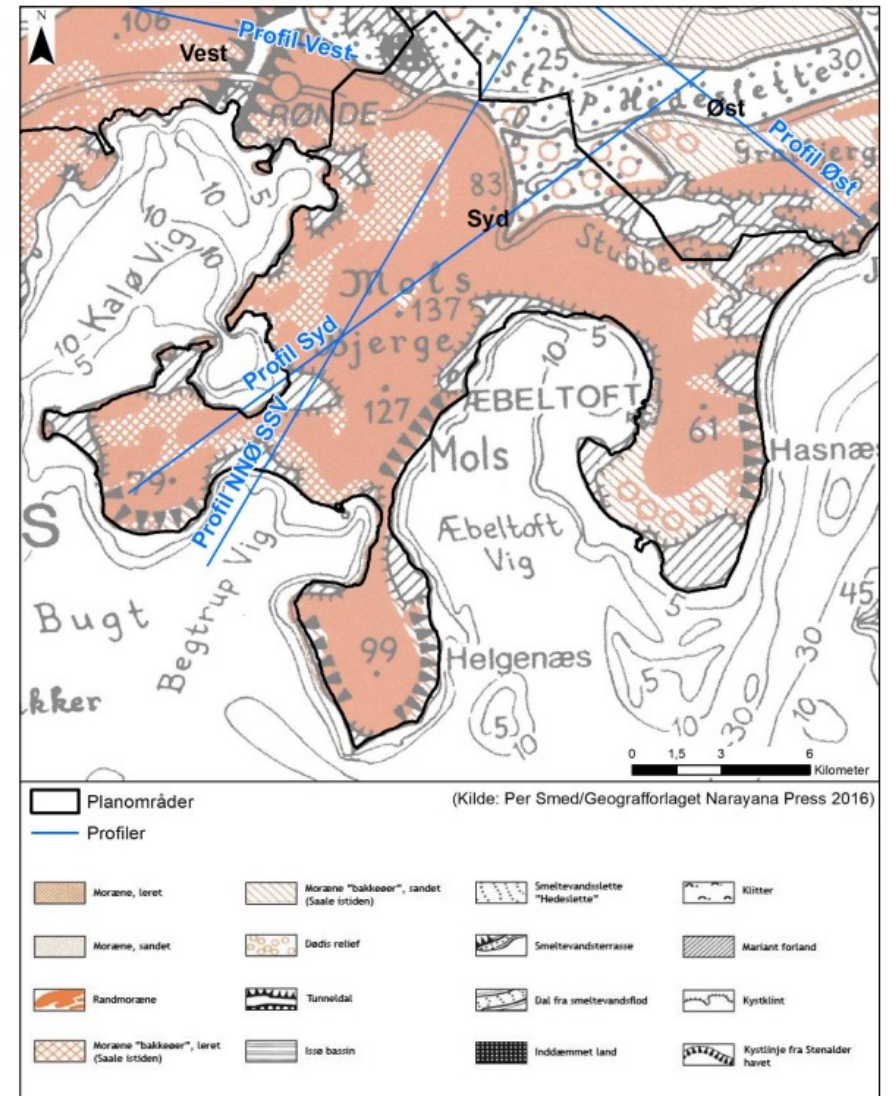 N
106
Vest
Profil Vest
25
30
Tirstrup Hedeslette
RØNDE
Øst
Profil Øst
5
10
10
5
83
Syd
Stubbe
10
Kalø Vig
10
5
Mols
Bjerge
137
Profil Syd
5
10
127
ÆBELTOFT
61
Mols
Hasnæs
79
Profil NNØ SSV
S
Æbeltoft
Vig
5
45
Bugt
Begtrup Vig
30
99
Helgenæs
5
10
30
10
kker
5
10
0 1,5 3 6
Kilometer
Planområder
(Kilde: Per Smed/Geografforlaget Narayana Press 2016)
Profiler
Moræne, leret
Moræne "bakkeøer", sandet
(Saale istiden)
Smeltevandsslette
"Hedeslette"
Klitter
Moræne, sandet
Dødis relief
Smeltevandsterrasse
Mariant forland
Randmoræne
Tunneldal
Dal fra smeltevandsflod
Kystklint
Moræne "bakkeøer", leret
(Saale istiden)
Issø bassin
Inddæmmet land
Kystlinje fra Stenalder
havet